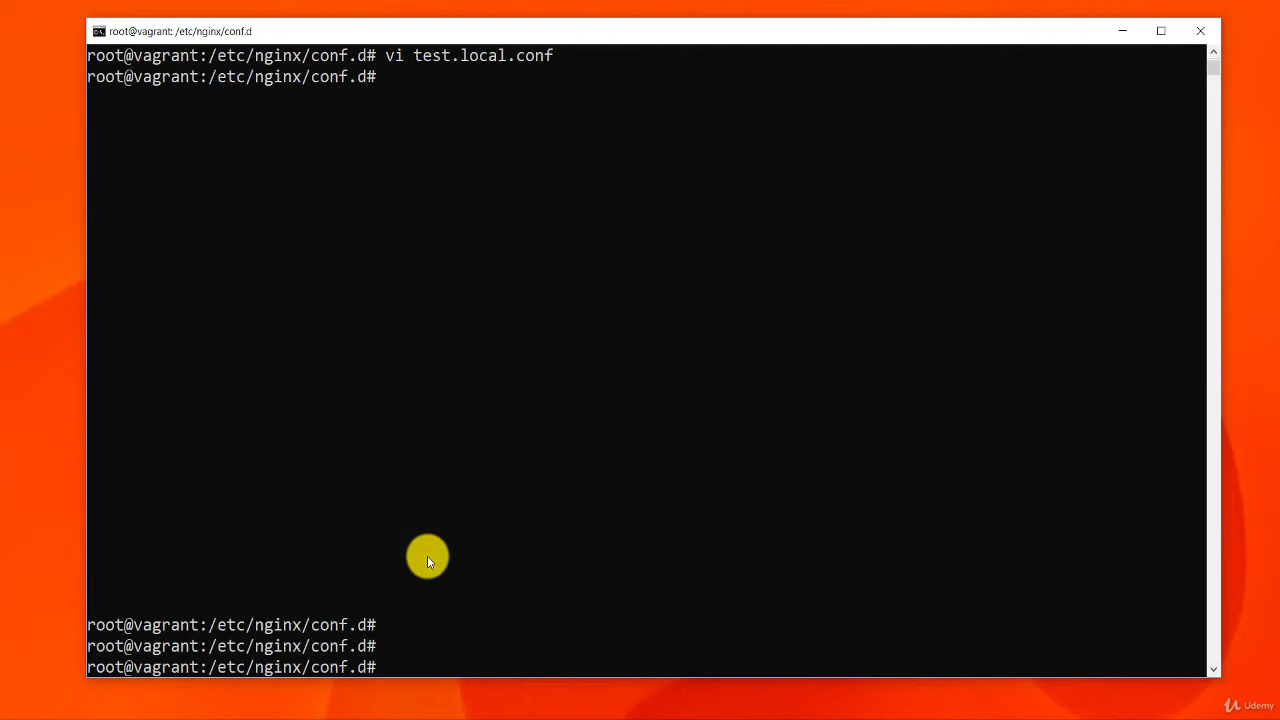 root@vagrant: /etc/nginx/conf.d
root@vagrant:/etc/nginx/conf.d# vi test.local.conf
root@vagrant:/etc/nginx/conf.d#
root@vagrant:/etc/nginx/conf.d#
root@vagrant:/etc/nginx/conf.d#
root@vagrant:/etc/nginx/conf.d#
Udemy